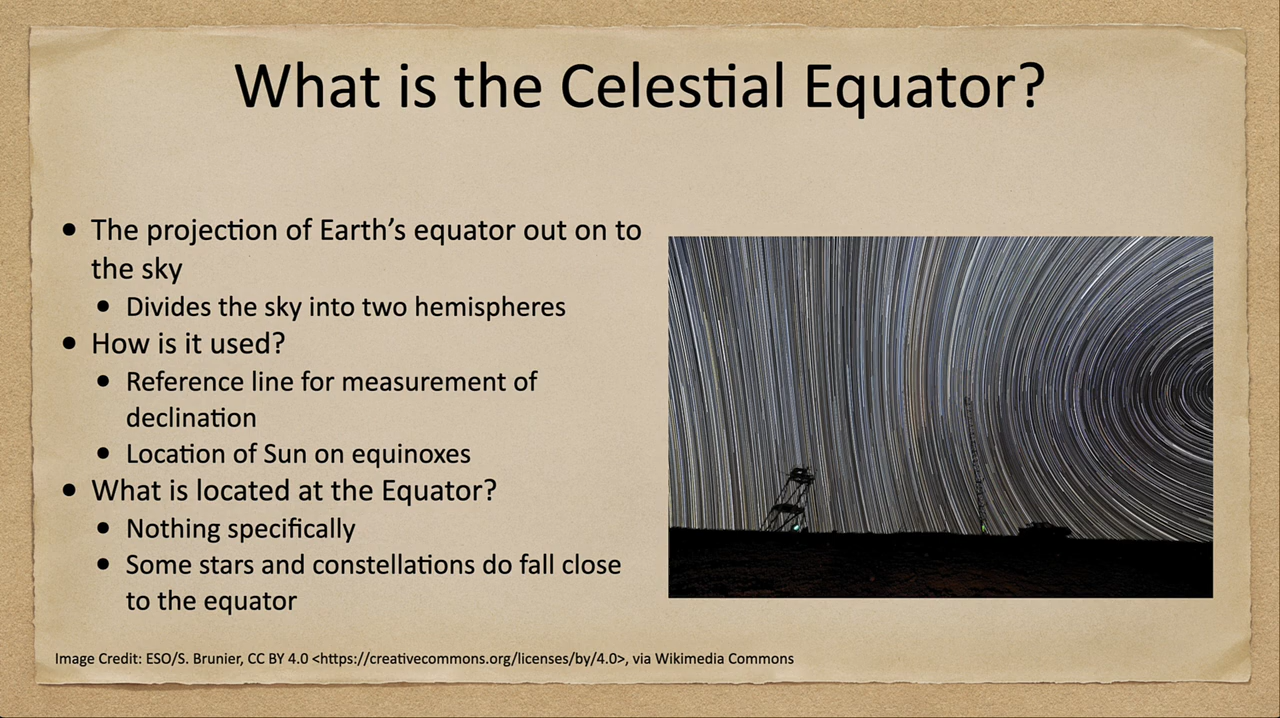 What is the Celestial Equator?
• The projection of Earth’s equator out on to
the sky
• Divides the sky into two hemispheres
• How is it used?
• Reference line for measurement of
declination
• Location of Sun on equinoxes
• What is located at the Equator?
• Nothing specifically
• Some stars and constellations do fall close
to the equator
Image Credit: ESO/S. Brunier, CC BY 4.0 <https://creativecommons.org/licenses/by/4.0>, via Wikimedia Commons